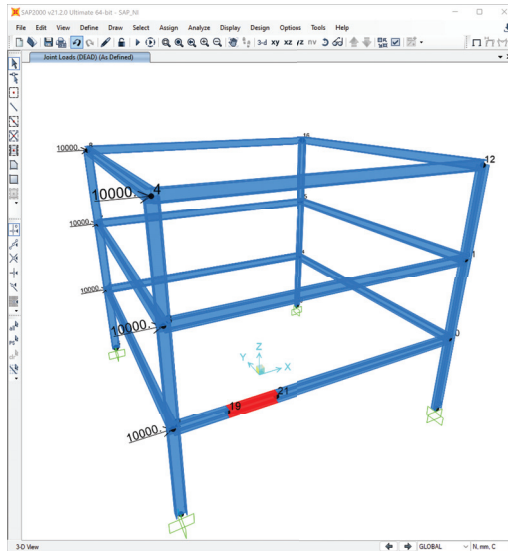 SAP2000 v21.2.0 Ultimate 64-bit - SAP_NI
File Edit View Define Draw Select Assign Analyze Display Design Options Tools Help
3-d xy xz yz nv
Joint Loads (DEAD) (As Defined)
16
10000.
12
10000. 4
10000.
10000.
10000.
Z
Y
X
21
19
10000.
3-D View
GLOBAL
N, mm, C